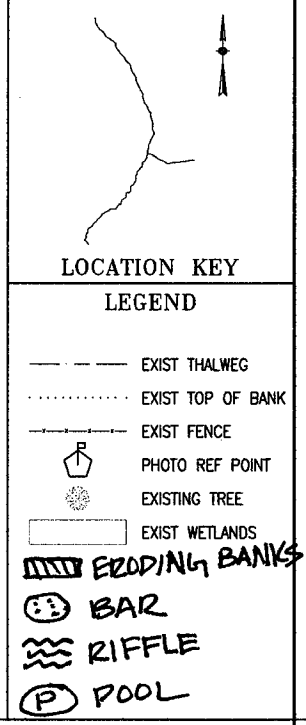 LOCATION KEY
LEGEND
EXIST THALWEG
EXIST TOP OF BANK
EXIST FENCE
PHOTO REF POINT
EXISTING TREE
EXIST WETLANDS
ERODING BANKS
BAR
RIFFLE
P POOL